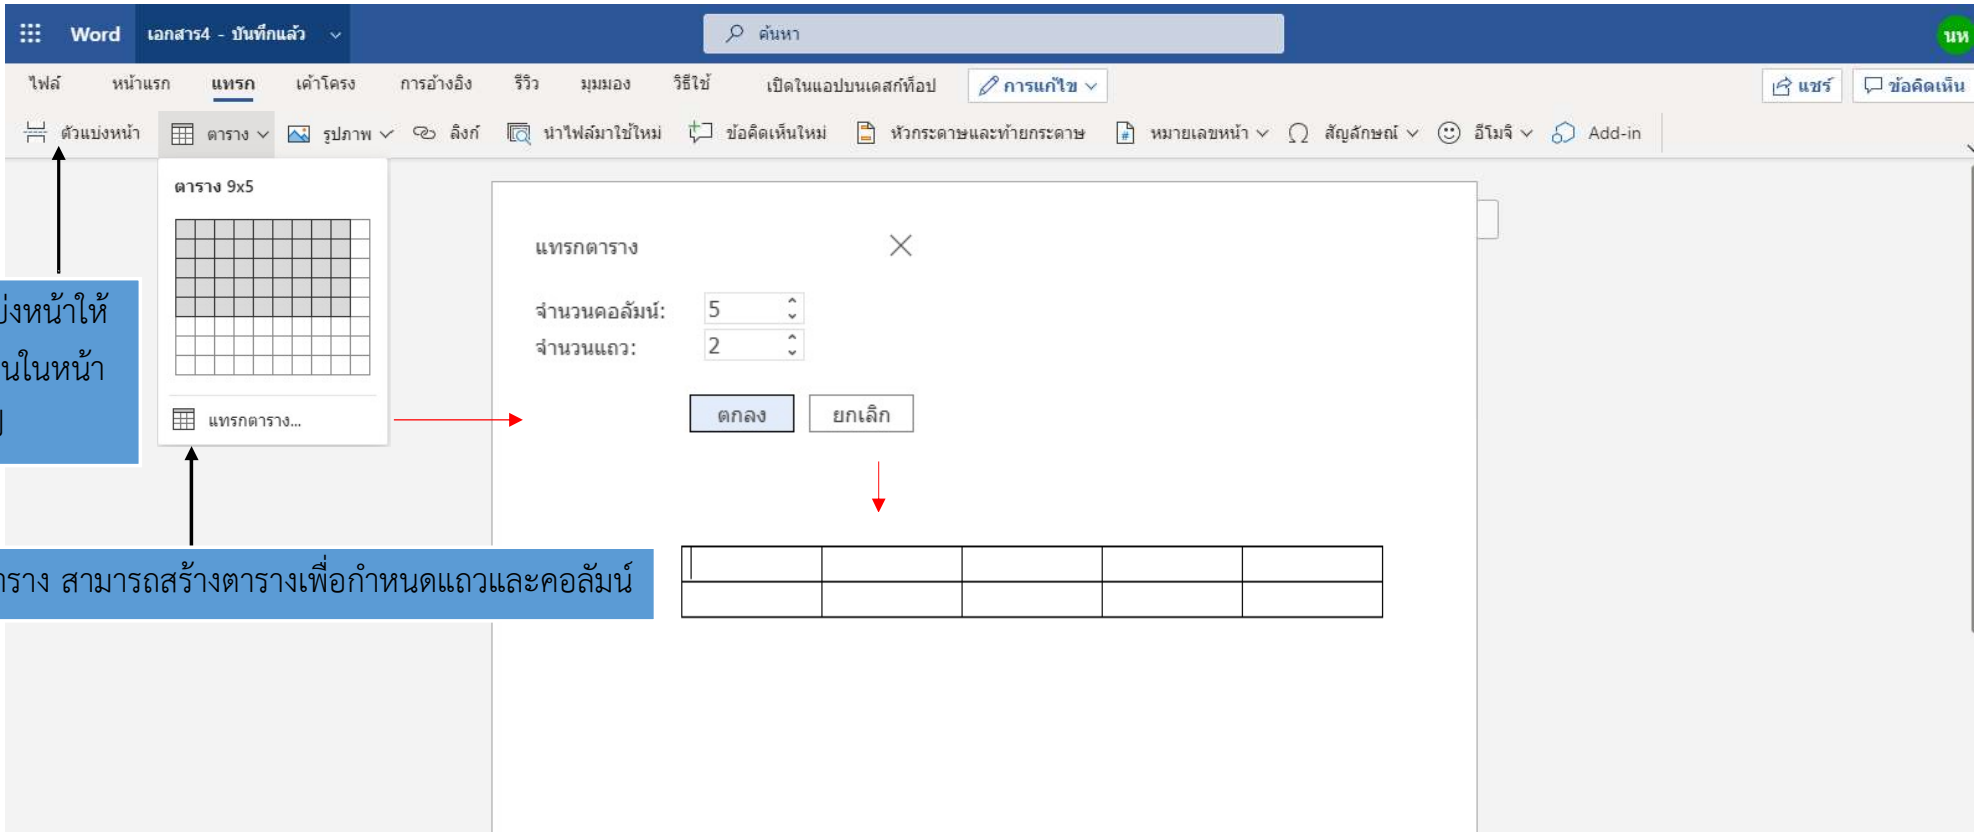 Word เอกสาร4 - บันทึกแล้ว ค้นหา นห
ไฟล์ หน้าแรก แทรก เค้าโครง การอ้างอิง รีวิว มุมมอง วิธีใช้ เปิดในแอปบนเดสก์ท็อป การแก้ไข แชร์ ข้อคิดเห็น
ตัวแบ่งหน้า ตาราง รูปภาพ ลิงก์ นำไฟล์มาใช้ใหม่ ข้อคิดเห็นใหม่ หัวกระดาษและท้ายกระดาษ # หมายเลขหน้า Ω สัญลักษณ์ อีโมจิ Add-in
ตาราง 9x5
แทรกตาราง...
แทรกตาราง
จำนวนคอลัมน์: 5
จำนวนแถว: 2
ตกลง ยกเลิก
บ่งหน้าให้
นในหน้า
าราง สามารถสร้างตารางเพื่อกำหนดแถวและคอลัมน์